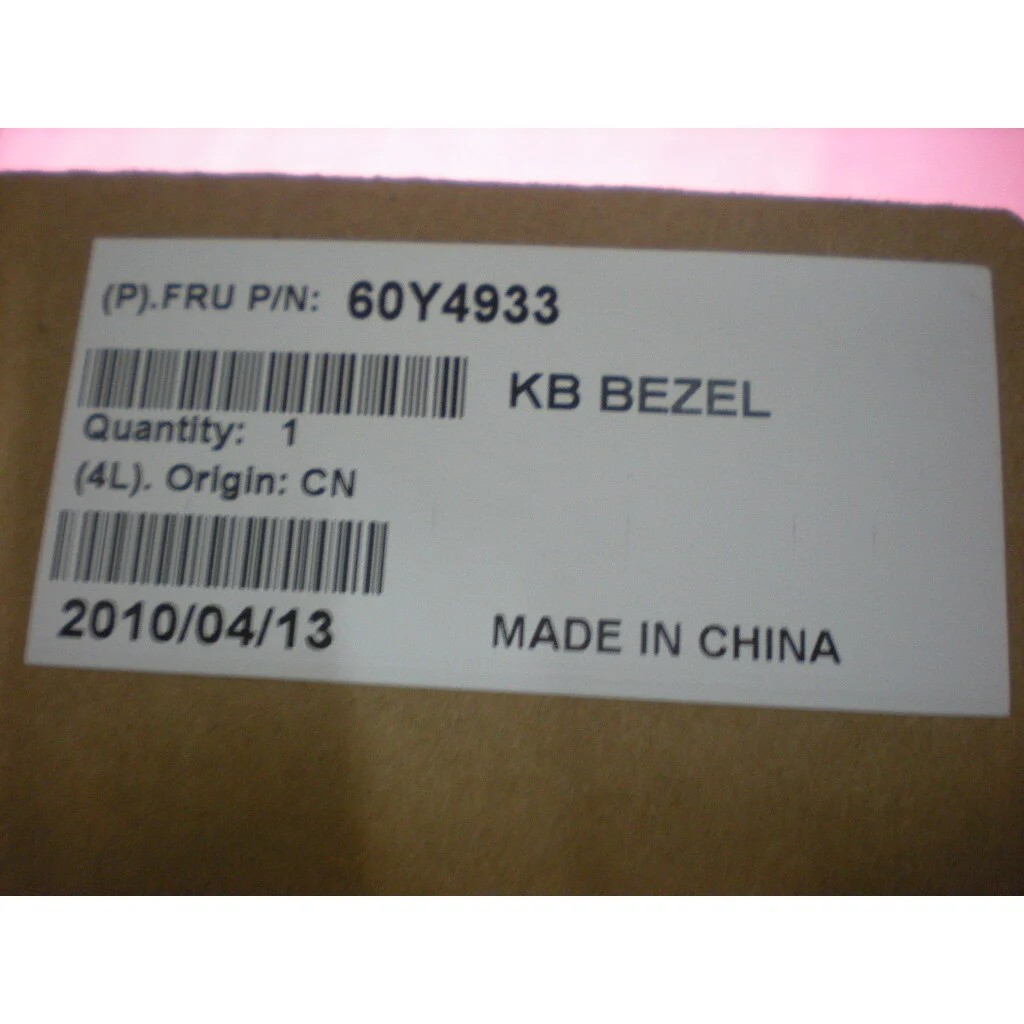 (P).FRU P/N: 60Y4933
KB BEZEL
Quantity: 1
(4L). Origin: CN
2010/04/13
MADE IN CHINA